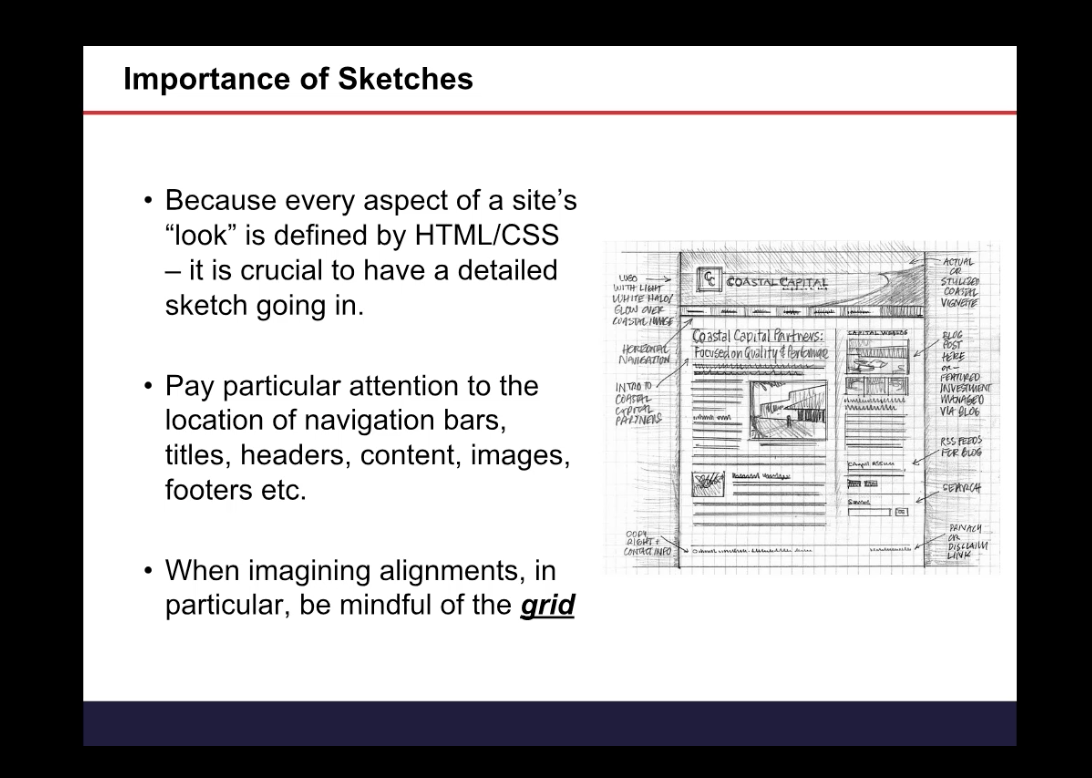 Importance of Sketches
• Because every aspect of a site’s
“look” is defined by HTML/CSS
– it is crucial to have a detailed
sketch going in.
• Pay particular attention to the
location of navigation bars,
titles, headers, content, images,
footers etc.
• When imagining alignments, in
particular, be mindful of the grid
LOGO
WITH LIGHT
WHITE HALO/
GLOW OVER
COASTAL IMAGE
HORIZONTAL
NAVIGATION
INTRO TO
COASTAL
CAPITAL
PARTNERS
COPY
RIGHT +
CONTACT INFO
CC
COASTAL CAPITAL
Coastal Capital Partners:
Focused on Quality & Performance
CAPITAL
Search
ACTUAL
OR
STYLIZED
COASTAL
VIGNETTE
BLOG
POST
HERE
OR—
FEATURED
INVESTMENT
MANAGED
VIA BLOG
RSS FEEDS
FOR BLOG
SEARCH
PRIVACY
OR
DISCLAIM
LINK